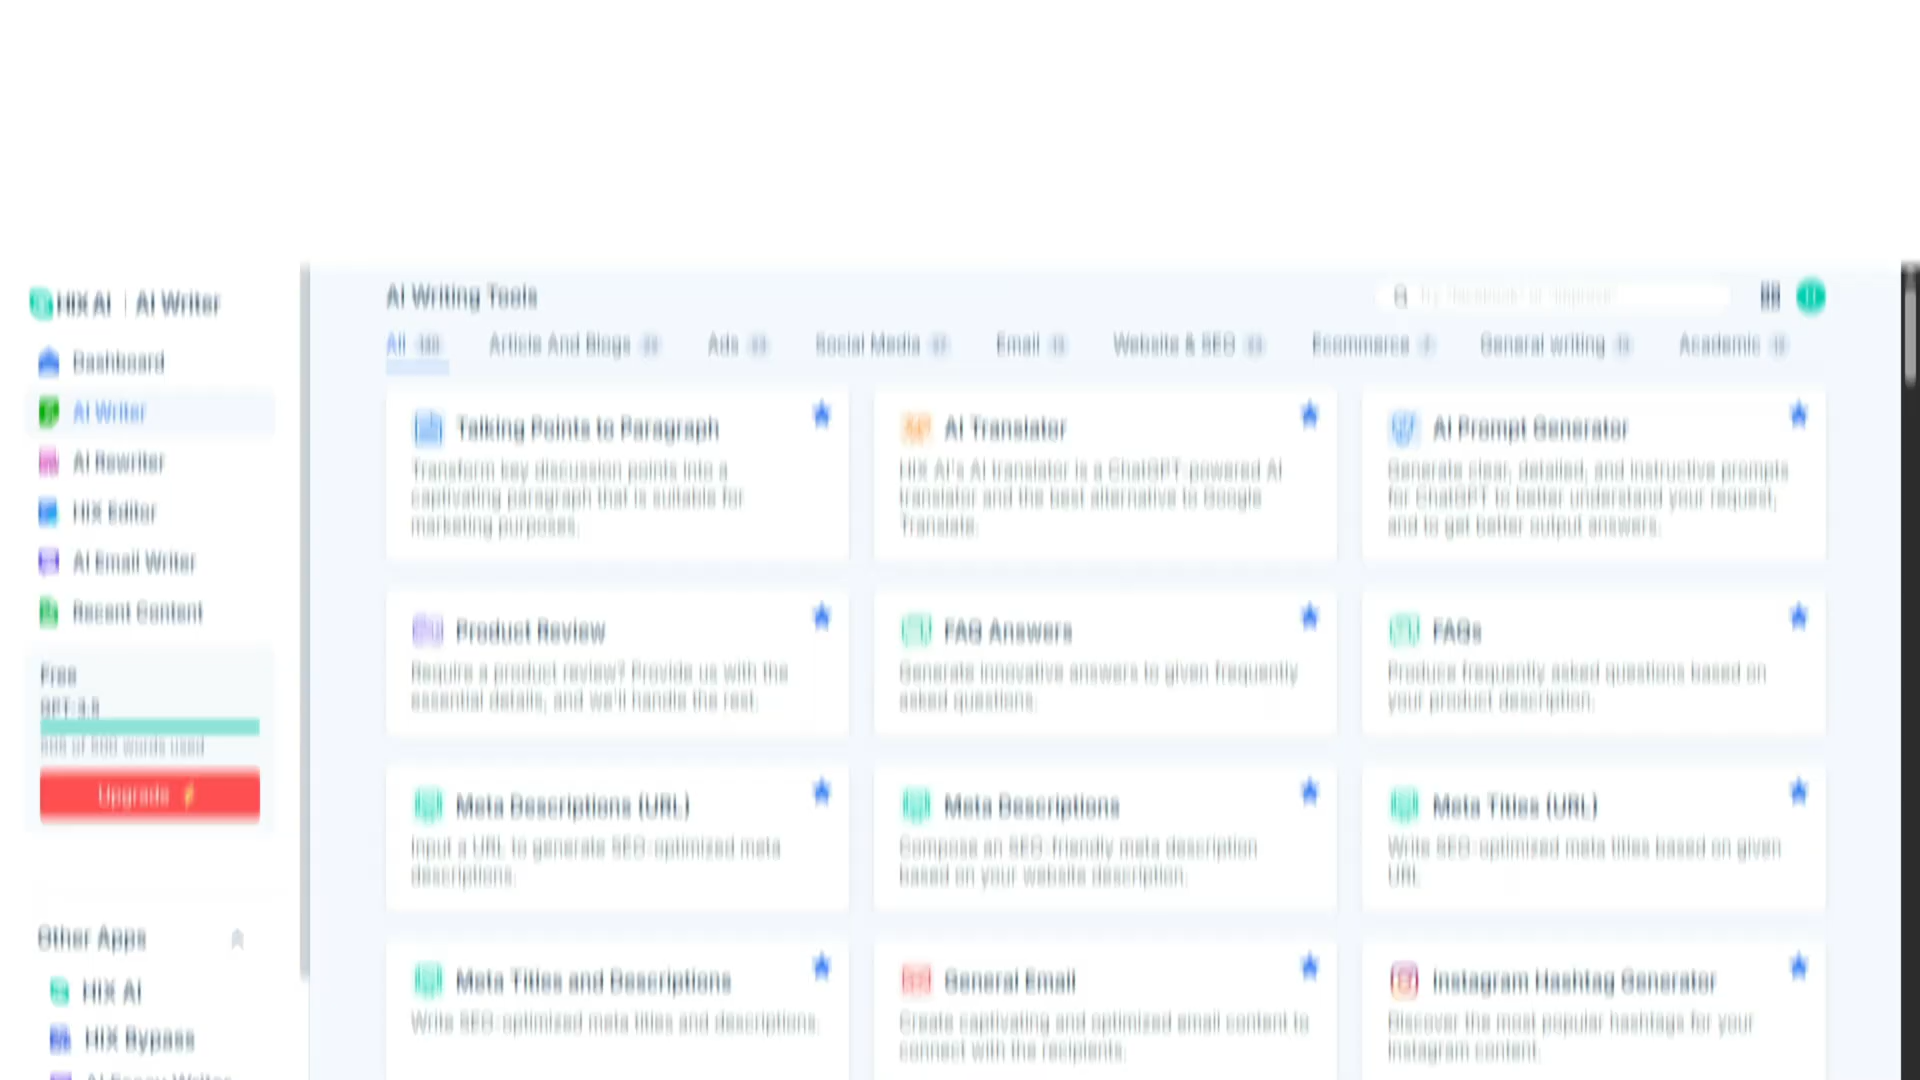 HIX AI | AI Writer
Dashboard
AI Writer
AI Rewriter
HIX Editor
AI Email Writer
Recent Content
Free
words used
Upgrade
Other Apps
HIX AI
HIX Bypass
AI Writing Tools
All
Article And Blogs
Ads
Social Media
Email
Website & SEO
Ecommerce
General writing
Academic
Talking Points to Paragraph
Transform key discussion points into a
captivating paragraph that is suitable for
marketing purposes.
AI Translator
HIX AI's AI translator is a ChatGPT-powered AI
translator and the best alternative to Google
Translate.
AI Prompt Generator
Generate clear, detailed, and instructive prompts
for ChatGPT to better understand your request,
and to get better output answers.
Product Review
Require a product review? Provide us with the
essential details, and we'll handle the rest.
FAQ Answers
Generate innovative answers to given frequently
asked questions.
FAQs
Produce frequently asked questions based on
your product description.
Meta Descriptions (URL)
Input a URL to generate SEO-optimized meta
descriptions.
Meta Descriptions
Compose an SEO-friendly meta description
based on your website description.
Meta Titles (URL)
Write SEO-optimized meta titles based on given
URL.
Meta Titles and Descriptions
Write SEO-optimized meta titles and descriptions.
General Email
Create captivating and optimized email content to
connect with the recipients.
Instagram Hashtag Generator
Discover the most popular hashtags for your
Instagram content.